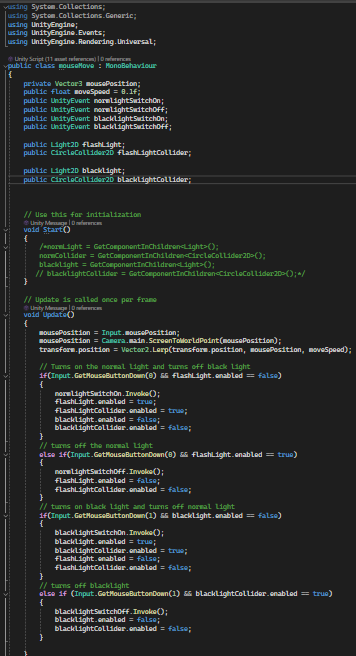 using System.Collections;
using System.Collections.Generic;
using UnityEngine;
using UnityEngine.Events;
using UnityEngine.Rendering.Universal;
Unity Script (11 asset references) | 0 references
public class mouseMove : MonoBehaviour
{
private Vector3 mousePosition;
public float moveSpeed = 0.1f;
public UnityEvent normlightSwitchOn;
public UnityEvent normlightSwitchOff;
public UnityEvent blacklightSwitchOn;
public UnityEvent blacklightSwitchOff;
public Light2D flashLight;
public CircleCollider2D flashLightCollider;
public Light2D blacklight;
public CircleCollider2D blacklightCollider;
// Use this for initialization
Unity Message | 0 references
void Start()
{
/*normLight = GetComponentInChildren<Light>();
normCollider = GetComponentInChildren<CircleCollider2D>();
blacklight = GetComponentInChildren<Light>();
// blacklightCollider = GetComponentInChildren<CircleCollider2D>();*/
}
// Update is called once per frame
Unity Message | 0 references
void Update()
{
mousePosition = Input.mousePosition;
mousePosition = Camera.main.ScreenToWorldPoint(mousePosition);
transform.position = Vector2.Lerp(transform.position, mousePosition, moveSpeed);
// Turns on the normal light and turns off black light
if(Input.GetMouseButtonDown(0) && flashLight.enabled == false)
{
normlightSwitchOn.Invoke();
flashLight.enabled = true;
flashLightCollider.enabled = true;
blacklight.enabled = false;
blacklightCollider.enabled = false;
}
// turns off the normal light
else if(Input.GetMouseButtonDown(0) && flashLight.enabled == true)
{
normlightSwitchOff.Invoke();
flashLight.enabled = false;
flashLightCollider.enabled = false;
}
// turns on black light and turns off normal light
if(Input.GetMouseButtonDown(1) && blacklight.enabled == false)
{
blacklightSwitchOn.Invoke();
blacklight.enabled = true;
blacklightCollider.enabled = true;
flashLight.enabled = false;
flashLightCollider.enabled = false;
}
// turns off blacklight
else if (Input.GetMouseButtonDown(1) && blacklightCollider.enabled == true)
{
blacklightSwitchOff.Invoke();
blacklight.enabled = false;
blacklightCollider.enabled = false;
}
}